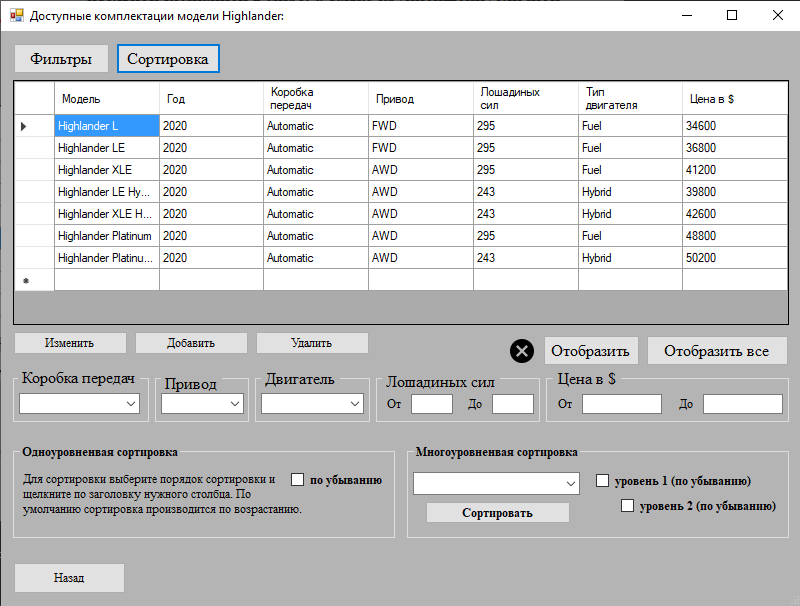 Доступные комплектации модели Highlander:
Фильтры Сортировка
Модель Год Коробка передач Привод Лошадиных сил Тип двигателя Цена в $
Highlander L 2020 Automatic FWD 295 Fuel 34600
Highlander LE 2020 Automatic FWD 295 Fuel 36800
Highlander XLE 2020 Automatic AWD 295 Fuel 41200
Highlander LE Hy... 2020 Automatic AWD 243 Hybrid 39800
Highlander XLE H... 2020 Automatic AWD 243 Hybrid 42600
Highlander Platinum 2020 Automatic AWD 295 Fuel 48800
Highlander Platinu... 2020 Automatic AWD 243 Hybrid 50200
Изменить Добавить Удалить
Отобразить Отобразить все
Коробка передач Привод Двигатель Лошадиных сил Цена в $
От До От До
Одноуровненвая сортировка
Для сортировки выберите порядок сортировки и
щелкните по заголовку нужного столбца. По
умолчанию сортировка производится по возрастанию.
по убыванию
Многоуровненвая сортировка
уровень 1 (по убыванию)
уровень 2 (по убыванию)
Сортировать
Назад